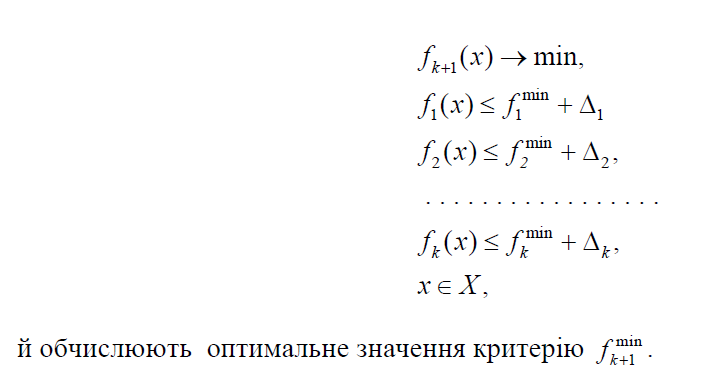 f_{k+1}(x) → min,
f_1(x) ≤ f_1^{min} + Δ_1
f_2(x) ≤ f_2^{min} + Δ_2,
. . . . . . . . . . . . . . . . .
f_k(x) ≤ f_k^{min} + Δ_k,
x ∈ X,
й обчислюють оптимальне значення критерію f_{k+1}^{min}.